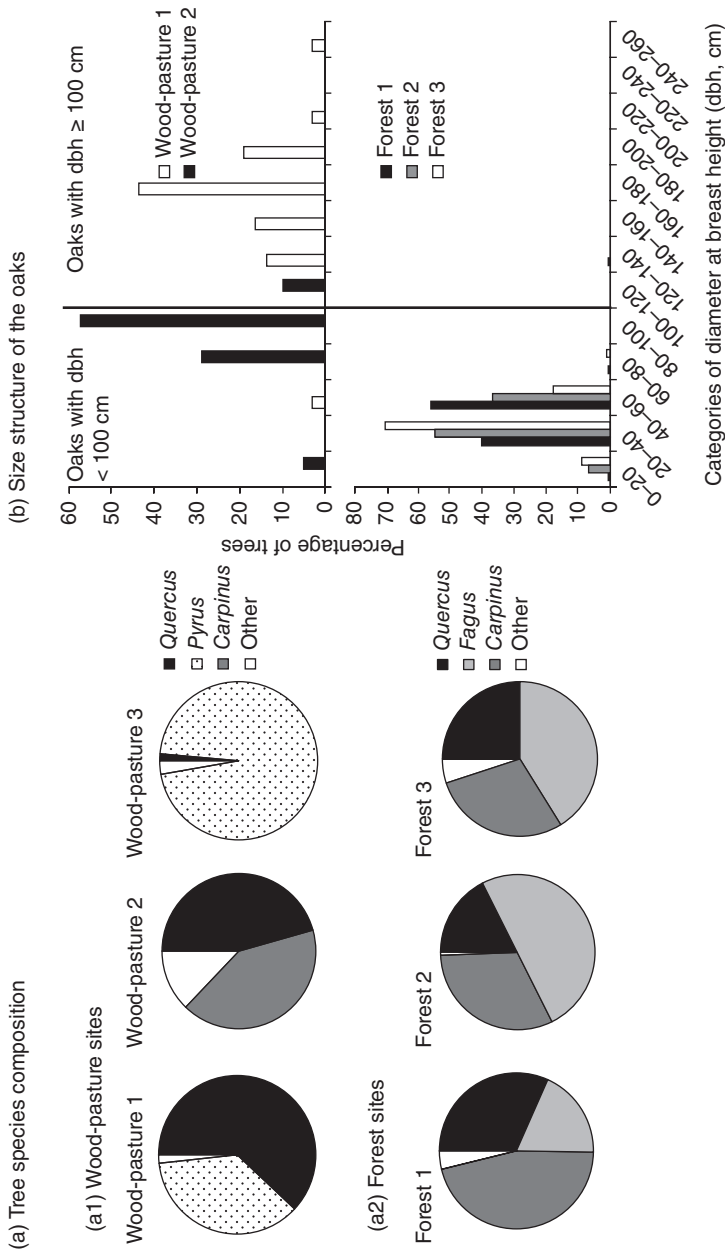 (a) Tree species composition
(a1) Wood-pasture sites
Wood-pasture 1
Wood-pasture 2
Wood-pasture 3
Quercus
Pyrus
Carpinus
Other
(a2) Forest sites
Forest 1
Forest 2
Forest 3
Quercus
Fagus
Carpinus
Other
(b) Size structure of the oaks
Oaks with dbh
< 100 cm
Oaks with dbh ≥ 100 cm
Wood-pasture 1
Wood-pasture 2
60
50
40
30
20
10
0
Percentage of trees
Forest 1
Forest 2
Forest 3
80
70
60
50
40
30
20
10
0
0–20
20–40
40–60
60–80
80–100
100–120
120–140
140–160
160–180
180–200
200–220
220–240
240–260
Categories of diameter at breast height (dbh, cm)